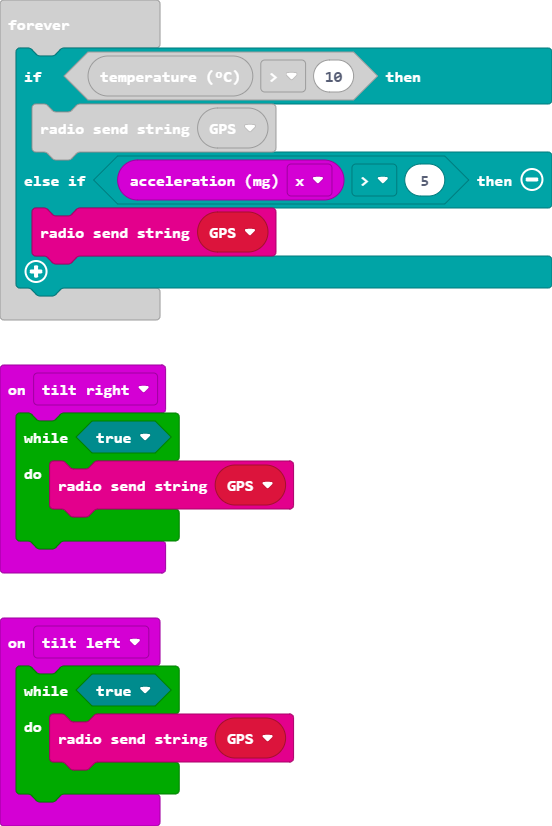 forever
if temperature (°C) > 10 then
radio send string GPS
else if acceleration (mg) x > 5 then
radio send string GPS
on tilt right
while true
do radio send string GPS
on tilt left
while true
do radio send string GPS